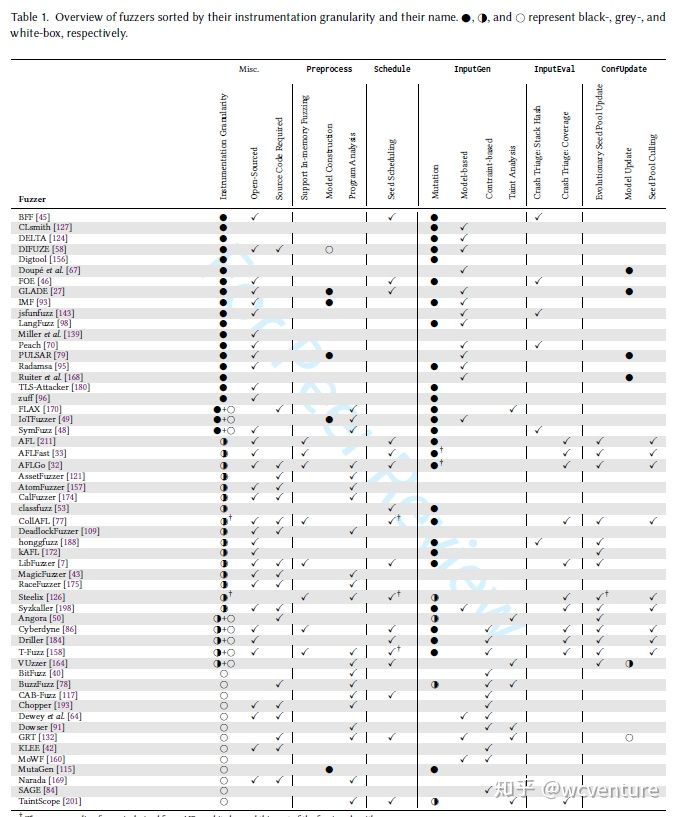 Table 1. Overview of fuzzers sorted by their instrumentation granularity and their name. ●, ◑, and ○ represent black-, grey-, and
white-box, respectively.
Misc. Preprocess Schedule InputGen InputEval ConfUpdate
Fuzzer
Instrumentation Granularity
Open-Sourced
Source Code Required
Support In-memory Fuzzing
Model Construction
Program Analysis
Seed Scheduling
Mutation
Model-based
Contraint-based
Taint Analysis
Crash Triage: Stack Hash
Crash Triage: Coverage
Evolutionary Seed Pool Update
Model Update
Seed Pool Culling
BFF [45] ● ✓ ✓ ● ✓
CLsmith [127] ● ● ✓
DELTA [124] ● ● ✓
DIFUZE [58] ● ✓ ✓ ○ ● ✓
Digtool [156] ● ●
Doupé et al. [67] ● ✓ ●
FOE [46] ● ✓ ✓ ● ✓
GLADE [27] ● ✓ ● ✓ ✓ ●
IMF [93] ● ✓ ● ● ✓
jsfunfuzz [143] ● ✓ ✓ ✓
LangFuzz [98] ● ● ✓
Miller et al. [139] ● ✓
Peach [70] ● ✓ ✓ ✓
PULSAR [79] ● ✓ ● ✓ ●
Radamsa [95] ● ✓ ● ✓
Ruiter et al. [168] ● ✓ ●
TLS-Attacker [180] ● ✓ ●
zuff [96] ● ✓ ●
FLAX [170] ●+○ ✓ ✓ ● ✓
IoTFuzzer [49] ●+○ ● ✓ ● ✓
SymFuzz [48] ●+○ ✓ ✓ ● ✓
AFL [211] ◑ ✓ ✓ ✓ ● ✓ ✓ ✓
AFLFast [33] ◑ ✓ ✓ ✓ ●† ✓ ✓ ✓
AFLGo [32] ◑ ✓ ✓ ✓ ✓ ✓ ●† ✓ ✓ ✓
AssetFuzzer [121] ◑ ✓ ✓
AtomFuzzer [157] ◑ ✓ ✓ ✓
CalFuzzer [174] ◑ ✓ ✓ ✓
classfuzz [53] ◑ ✓ ●
CollAFL [77] ◑† ✓ ✓ ✓ ✓† ● ✓ ✓ ✓
DeadlockFuzzer [109] ◑ ✓ ✓ ✓
honggfuzz [188] ◑ ✓ ● ✓ ✓
kAFL [172] ◑ ✓ ● ✓
LibFuzzer [7] ◑ ✓ ✓ ✓ ✓ ● ✓ ✓
MagicFuzzer [43] ◑ ✓ ✓ ✓
RaceFuzzer [175] ◑ ✓ ✓ ✓
Steelix [126] ◑† ✓ ✓ ✓† ◑ ✓ ✓† ✓
Syzkaller [198] ◑ ✓ ✓ ● ✓ ✓ ✓ ✓
Angora [50] ◑+○ ✓ ◑ ✓ ✓
Cyberdyne [86] ◑+○ ✓ ✓ ✓ ● ✓ ✓ ✓ ✓
Driller [184] ◑+○ ✓ ✓ ● ✓ ✓ ✓ ✓
T-Fuzz [158] ◑+○ ✓ ✓ ✓ ✓† ● ✓ ✓ ✓ ✓
VUzzer [164] ◑+○ ✓ ✓ ✓ ✓ ◑
BitFuzz [40] ○ ✓ ✓
BuzzFuzz [78] ○ ✓ ✓ ◑ ✓ ✓
CAB-Fuzz [117] ○ ✓ ✓ ✓
Chopper [193] ○ ✓ ✓ ✓ ✓
Dewey et al. [64] ○ ✓ ✓ ✓ ✓
Dowser [91] ○ ✓ ✓ ✓
GRT [132] ○ ✓ ✓ ✓ ✓ ✓ ○
KLEE [42] ○ ✓ ✓ ✓
MoWF [160] ○ ✓ ✓
MutaGen [115] ○ ● ●
Narada [169] ○ ✓ ✓ ✓
SAGE [84] ○ ✓
TaintScope [201] ○ ✓ ✓ ◑ ✓ ✓
For Peer Review
知乎 @wcventure